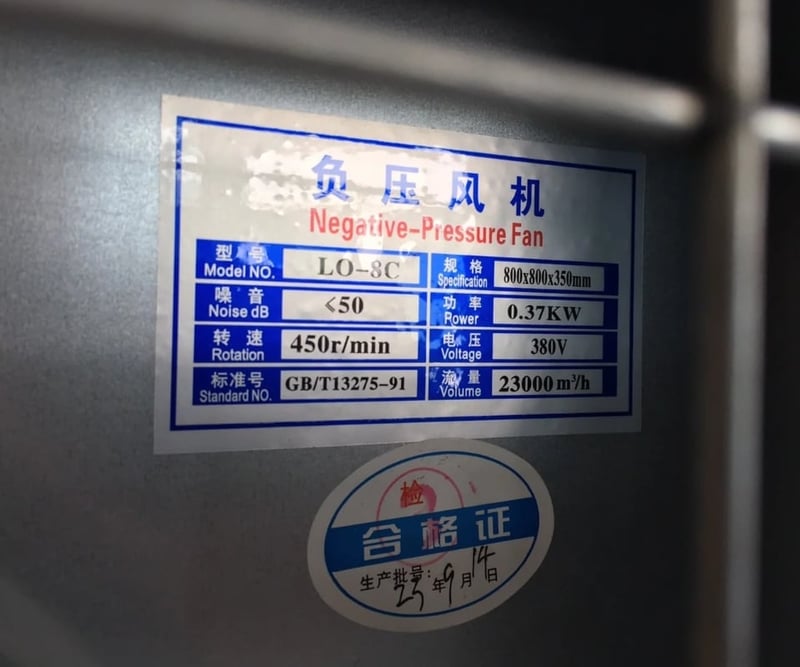 负压风机
Negative-Pressure Fan
型号 LO-8C 规格 800x800x350mm
Model NO. Specification
噪音 ≤50 功率 0.37KW
Noise dB Power
转速 450r/min 电压 380V
Rotation Voltage
标准号 GB/T13275-91 流量 23000m³/h
Standard NO. Volume
检
合格证
生产批号: 23年9月14日